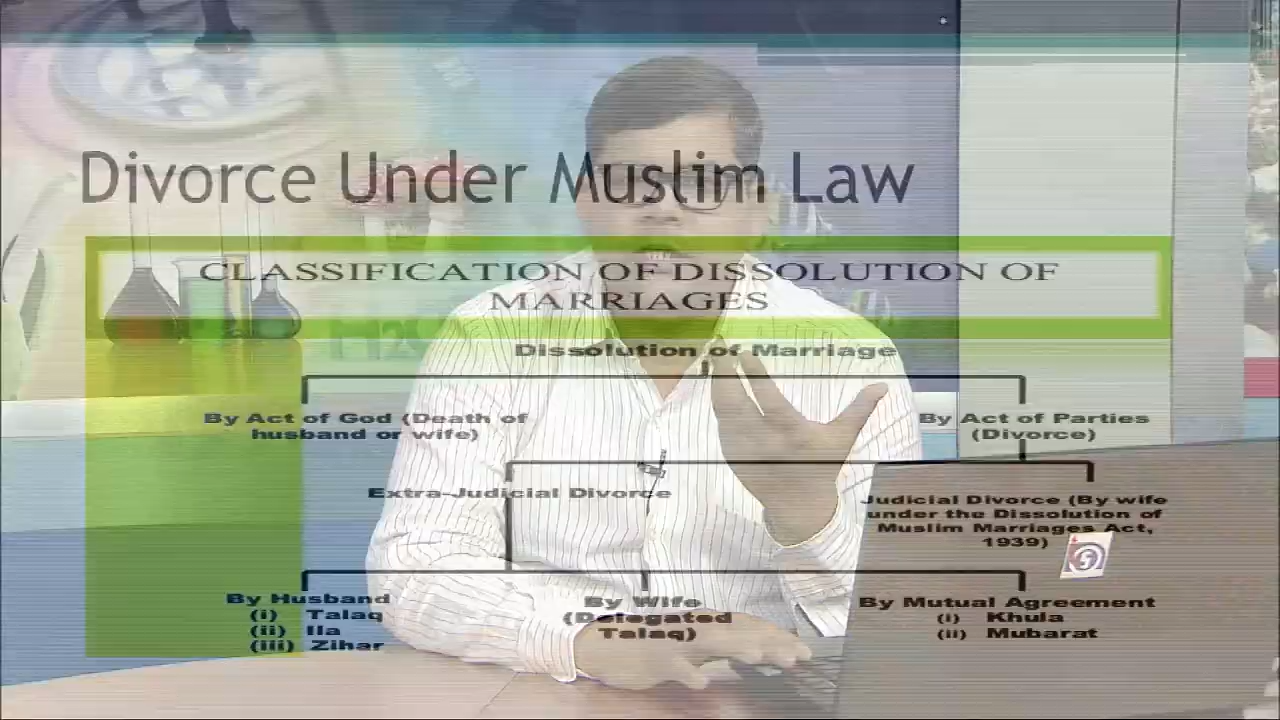 Divorce Under Muslim Law
CLASSIFICATION OF DISSOLUTION OF
MARRIAGES
Dissolution of Marriage
By Act of God (Death of
husband or wife)
By Act of Parties
(Divorce)
Extra-Judicial Divorce
Judicial Divorce (By wife
under the Dissolution of
Muslim Marriages Act,
1939)
By Husband
(i) Talaq
(ii) Ila
(iii) Zihar
By Wife
(Delegated
Talaq)
By Mutual Agreement
(i) Khula
(ii) Mubarat